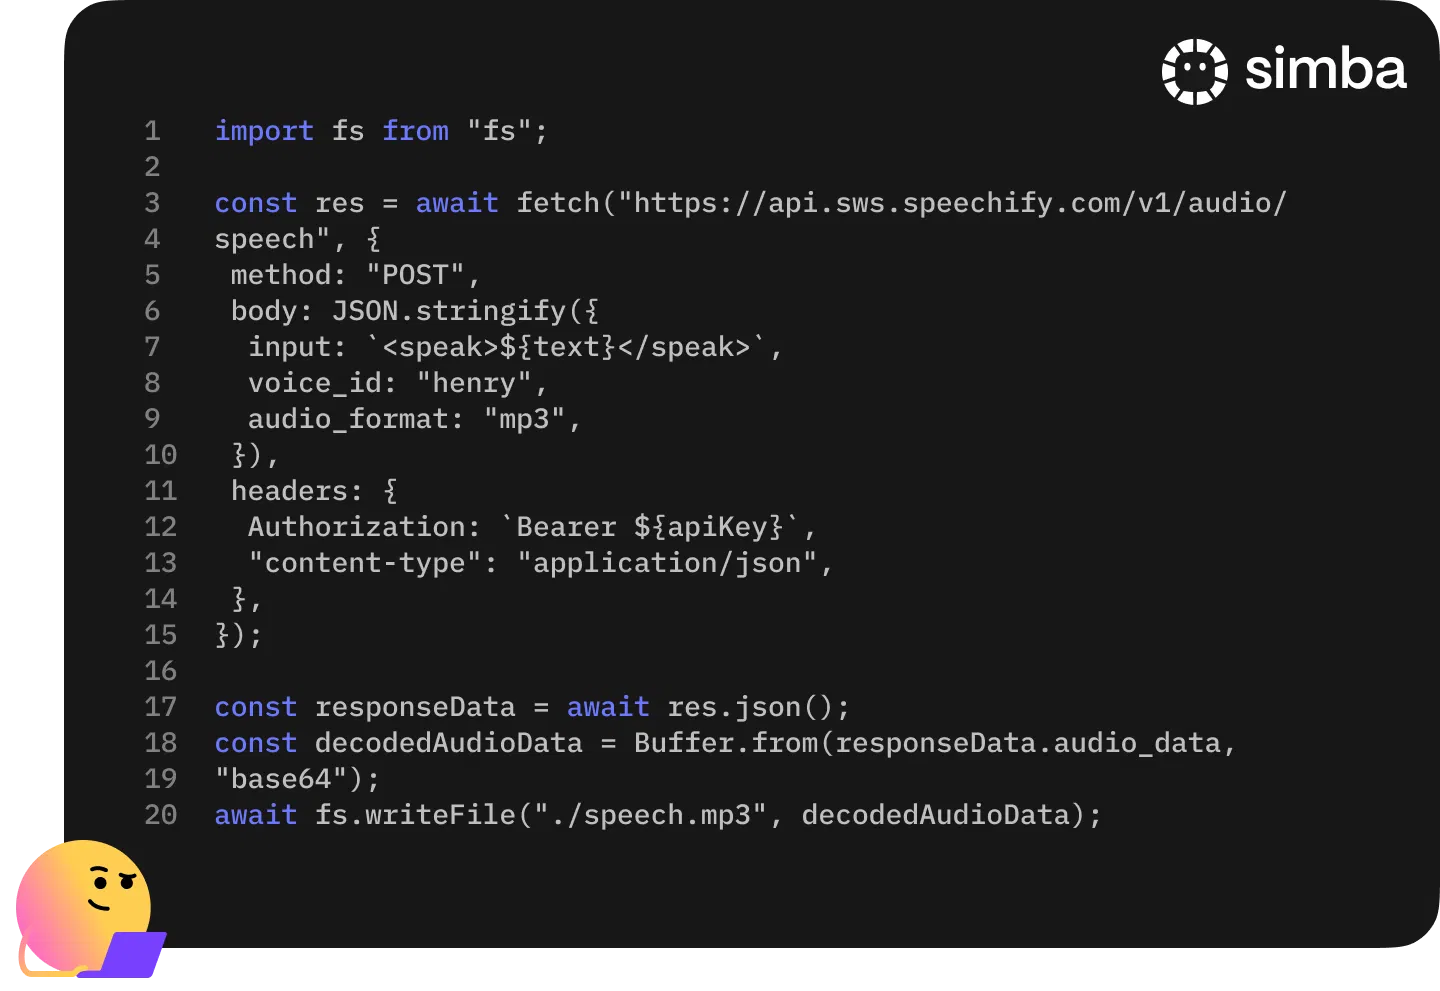 simba
1 import fs from "fs";
2
3 const res = await fetch("https://api.sws.speechify.com/v1/audio/
4 speech", {
5  method: "POST",
6  body: JSON.stringify({
7   input: `<speak>${text}</speak>`,
8   voice_id: "henry",
9   audio_format: "mp3",
10  }),
11  headers: {
12   Authorization: `Bearer ${apiKey}`,
13   "content-type": "application/json",
14  },
15 });
16
17 const responseData = await res.json();
18 const decodedAudioData = Buffer.from(responseData.audio_data,
19 "base64");
20 await fs.writeFile("./speech.mp3", decodedAudioData);